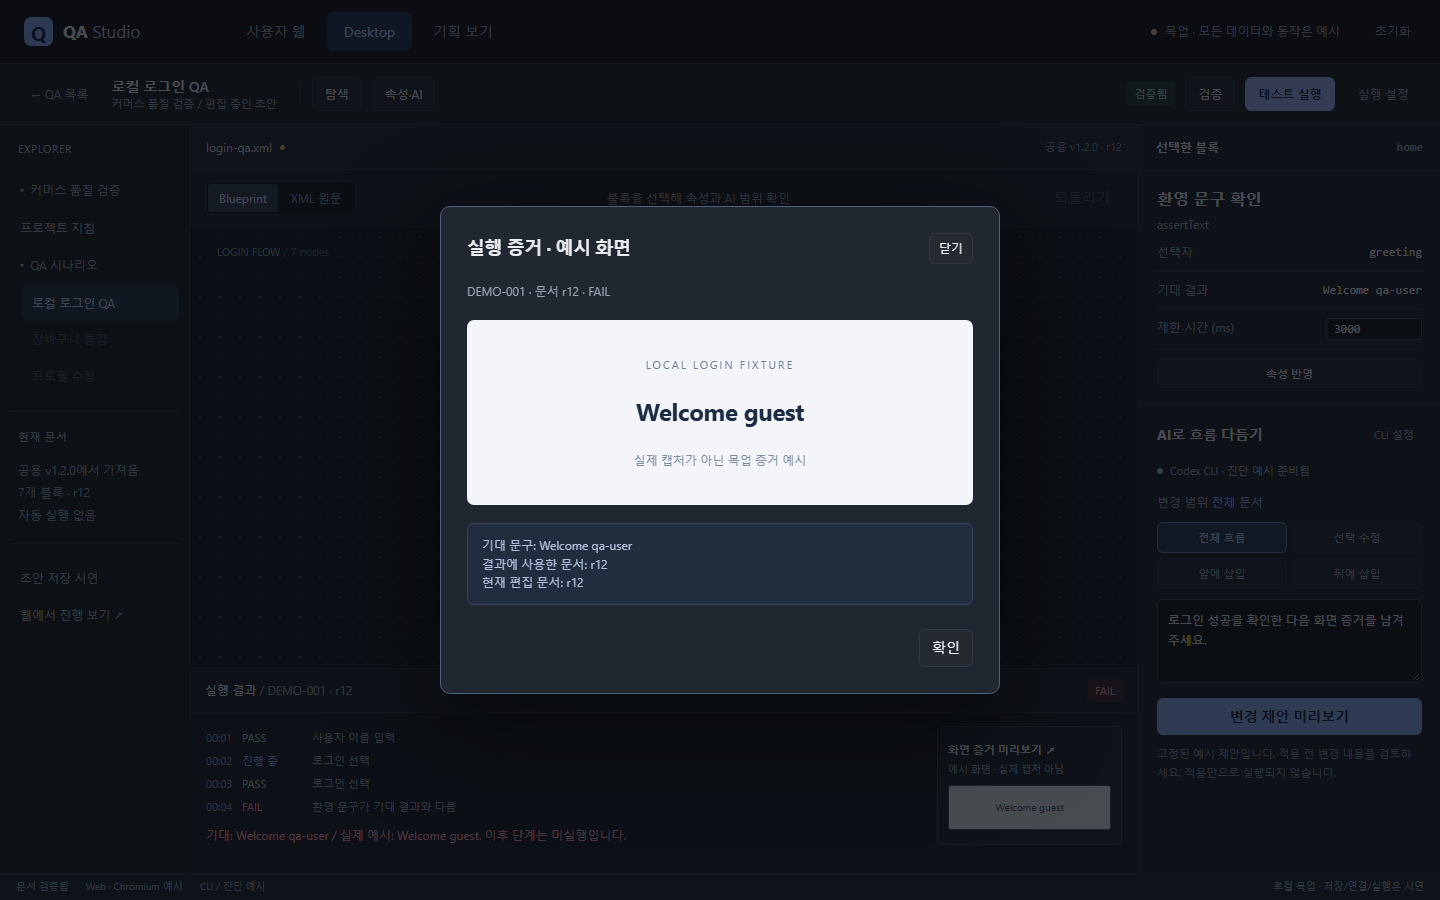 Q QA Studio
사용자 웹
Desktop
기획 보기
목업 · 모든 데이터와 동작은 예시
초기화
← QA 목록
로컬 로그인 QA
커머스 품질 검증 / 편집 중인 초안
탐색
속성·AI
검증됨
검증
테스트 실행
실행 설정
EXPLORER
커머스 품질 검증
프로젝트 지침
QA 시나리오
로컬 로그인 QA
장바구니 점검
프로필 수정
현재 문서
공용 v1.2.0에서 가져옴
7개 블록 · r12
자동 실행 없음
초안 저장 시연
웹에서 진행 보기 ↗
login-qa.xml
공용 v1.2.0 · r12
Blueprint
XML 원문
블록을 선택해 속성과 AI 범위 확인
되돌리기
LOGIN FLOW / 7 nodes
실행 증거 · 예시 화면
닫기
DEMO-001 · 문서 r12 · FAIL
LOCAL LOGIN FIXTURE
Welcome guest
실제 캡처가 아닌 목업 증거 예시
기대 문구: Welcome qa-user
결과에 사용한 문서: r12
현재 편집 문서: r12
확인
실행 결과 / DEMO-001 · r12
FAIL
00:01 PASS 사용자 이름 입력
00:02 진행 중 로그인 선택
00:03 PASS 로그인 선택
00:04 FAIL 환영 문구가 기대 결과와 다름
기대: Welcome qa-user / 실제 예시: Welcome guest. 이후 단계는 미실행입니다.
화면 증거 미리보기 ↗
예시 화면 · 실제 캡처 아님
Welcome guest
선택한 블록
home
환영 문구 확인
assertText
선택자
greeting
기대 결과
Welcome qa-user
제한 시간 (ms)
3000
속성 반영
AI로 흐름 다듬기
CLI 설정
Codex CLI · 진단 예시 준비됨
변경 범위 전체 문서
전체 흐름
선택 수정
앞에 삽입
뒤에 삽입
로그인 성공을 확인한 다음 화면 증거를 남겨
주세요.
변경 제안 미리보기
고정된 예시 제안입니다. 적용 전 변경 내용을 검토하
세요. 적용만으로 실행되지 않습니다.
문서 검증됨
Web · Chromium 예시
CLI / 진단 예시
로컬 목업 · 저장/연결/실행은 시연